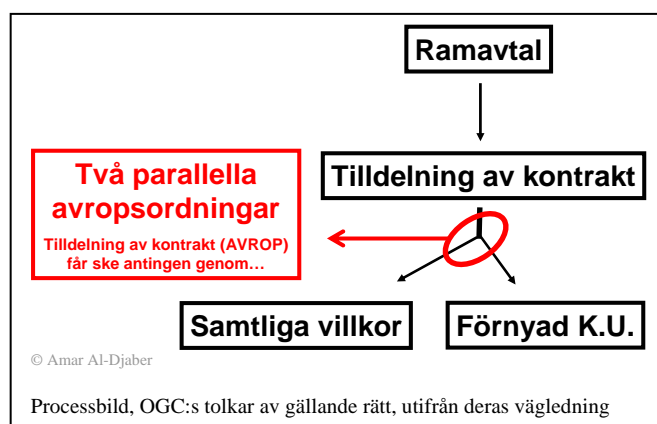 Ramavtal
Två parallella
avropsordningar
Tilldelning av kontrakt (AVROP)
får ske antingen genom…
Tilldelning av kontrakt
Samtliga villkor
Förnyad K.U.
© Amar Al-Djaber
Processbild, OGC:s tolkar av gällande rätt, utifrån deras vägledning